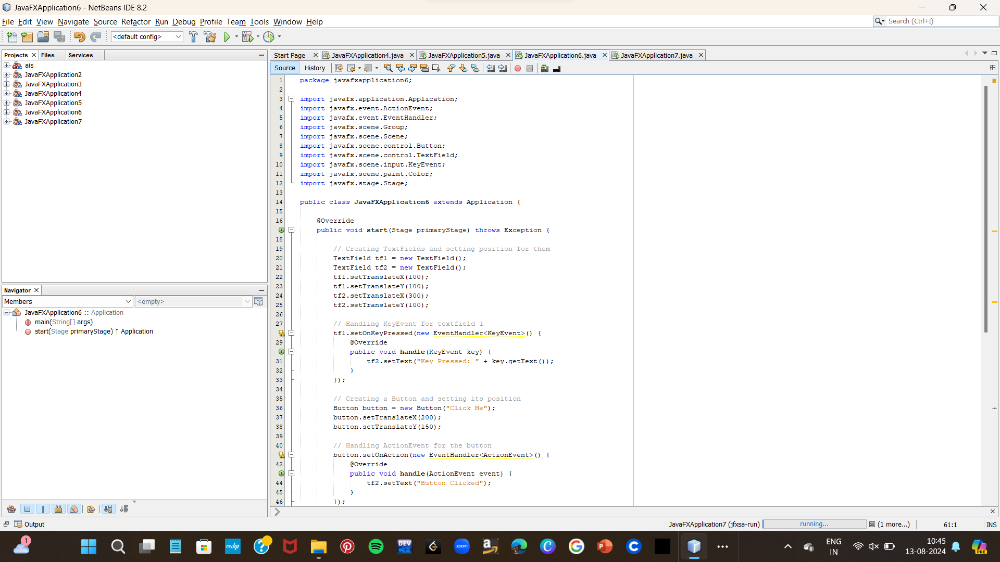 JavaFXApplication6 - NetBeans IDE 8.2
File Edit View Navigate Source Refactor Run Debug Profile Team Tools Window Help
Search (Ctrl+I)
<default config>
Projects Files Services
ais
JavaFXApplication2
JavaFXApplication3
JavaFXApplication4
JavaFXApplication5
JavaFXApplication6
JavaFXApplication7
Navigator
Members <empty>
JavaFXApplication6 :: Application
main(String[] args)
start(Stage primaryStage) ↑ Application
Start Page JavaFXApplication4.java JavaFXApplication5.java JavaFXApplication6.java JavaFXApplication7.java
Source History
1 package javafxapplication6;
2
3 import javafx.application.Application;
4 import javafx.event.ActionEvent;
5 import javafx.event.EventHandler;
6 import javafx.scene.Group;
7 import javafx.scene.Scene;
8 import javafx.scene.control.Button;
9 import javafx.scene.control.TextField;
10 import javafx.scene.input.KeyEvent;
11 import javafx.scene.paint.Color;
12 import javafx.stage.Stage;
13
14 public class JavaFXApplication6 extends Application {
15
16 @Override
public void start(Stage primaryStage) throws Exception {
18
19 // Creating TextFields and setting position for them
20 TextField tf1 = new TextField();
21 TextField tf2 = new TextField();
22 tf1.setTranslateX(100);
23 tf1.setTranslateY(100);
24 tf2.setTranslateX(300);
25 tf2.setTranslateY(100);
26
27 // Handling KeyEvent for textfield 1
tf1.setOnKeyPressed(new EventHandler<KeyEvent>() {
29 @Override
public void handle(KeyEvent key) {
31 tf2.setText("Key Pressed: " + key.getText());
32 }
33 });
34
35 // Creating a Button and setting its position
36 Button button = new Button("Click Me");
37 button.setTranslateX(200);
38 button.setTranslateY(150);
39
40 // Handling ActionEvent for the button
button.setOnAction(new EventHandler<ActionEvent>() {
42 @Override
public void handle(ActionEvent event) {
44 tf2.setText("Button Clicked");
45 }
46 });
Output
JavaFXApplication7 (jfxsa-run) running... (1 more...) 61:1 INS
1
myhp
DEV
zoom
ENG
IN
10:45
13-08-2024
PRE